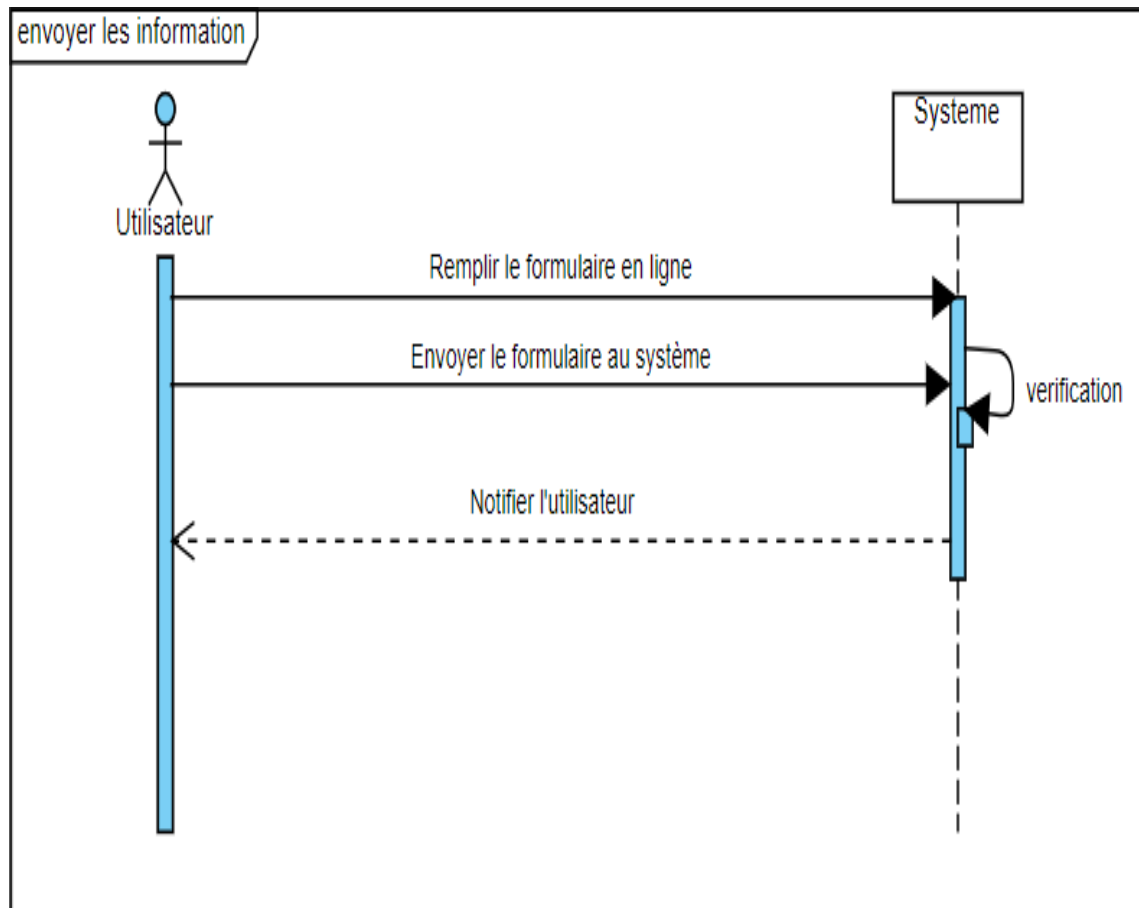 envoyer les information
Systeme
Utilisateur
Remplir le formulaire en ligne
Envoyer le formulaire au système
verification
Notifier l'utilisateur